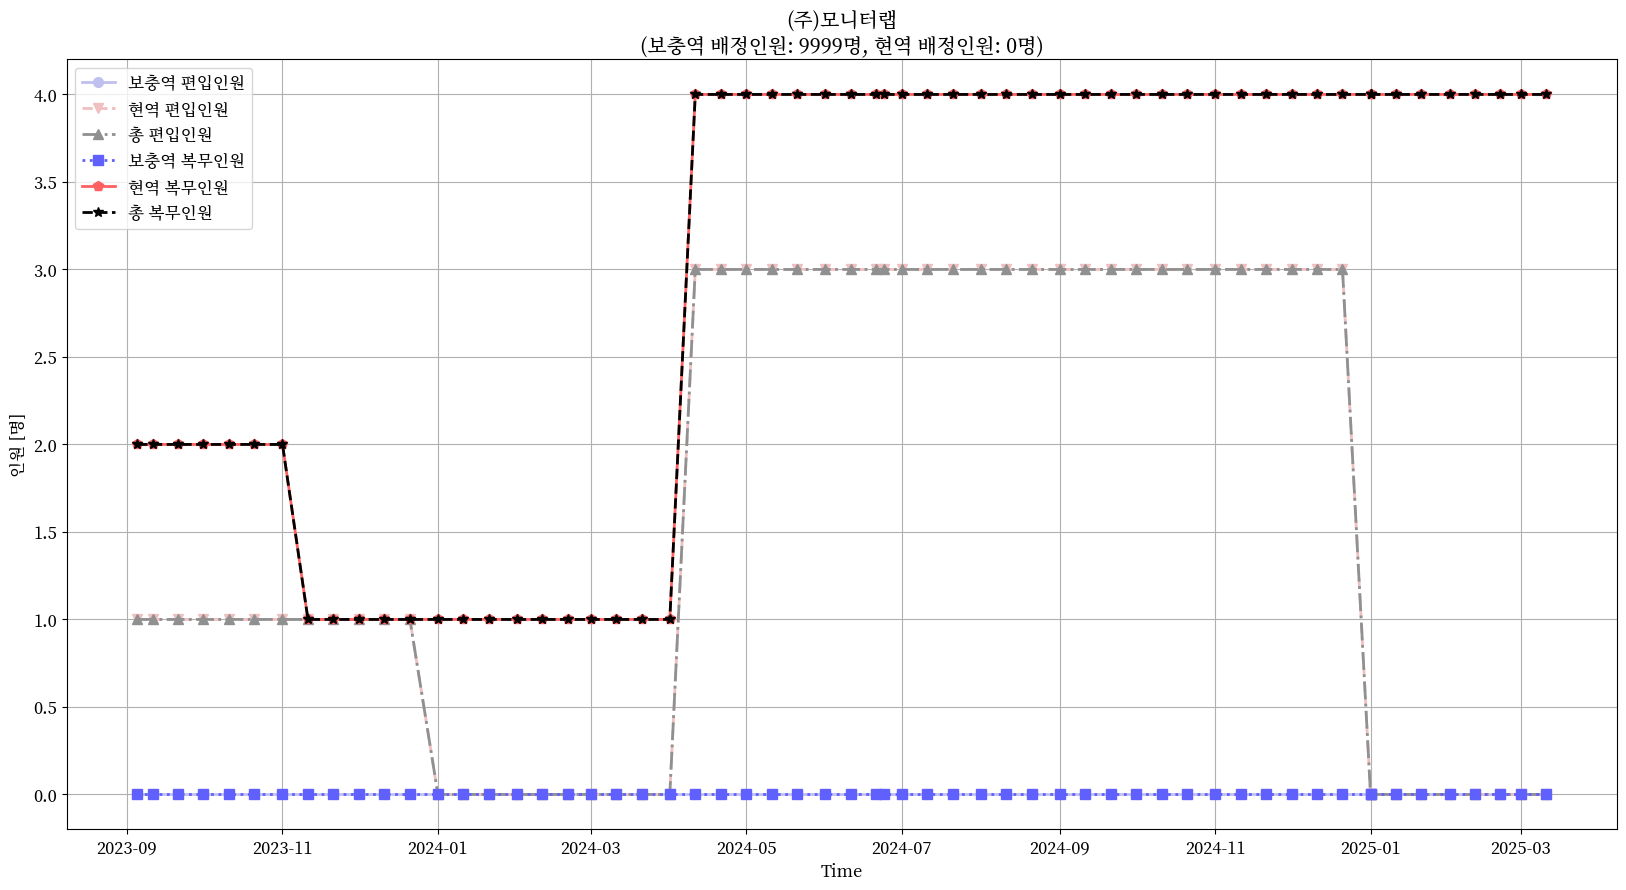 (주)모니터랩
(보충역 배정인원: 9999명, 현역 배정인원: 0명)
보충역 편입인원
현역 편입인원
총 편입인원
보충역 복무인원
현역 복무인원
총 복무인원
4.0
3.5
3.0
2.5
2.0
1.5
1.0
0.5
0.0
인원 [명]
2023-09 2023-11 2024-01 2024-03 2024-05 2024-07 2024-09 2024-11 2025-01 2025-03
Time